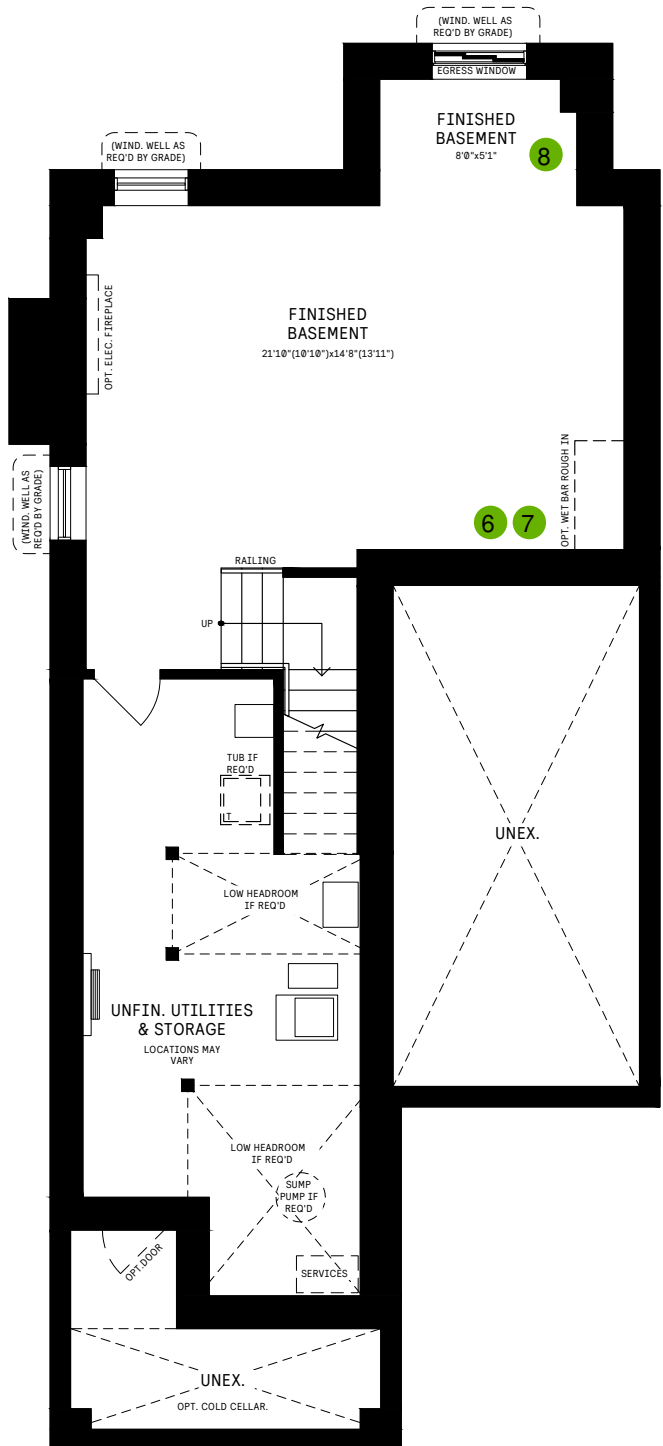 (WIND. WELL AS
REQ'D BY GRADE)
EGRESS WINDOW
FINISHED
BASEMENT
8'0"x5'1"
8
(WIND. WELL AS
REQ'D BY GRADE)
OPT. ELEC. FIREPLACE
FINISHED
BASEMENT
21'10"(10'10")x14'8"(13'11")
(WIND. WELL AS
REQ'D BY GRADE)
OPT. WET BAR ROUGH IN
6 7
RAILING
UP
TUB IF
REQ'D
LT
UNEX.
LOW HEADROOM
IF REQ'D
UNFIN. UTILITIES
& STORAGE
LOCATIONS MAY
VARY
LOW HEADROOM
IF REQ'D
SUMP
PUMP IF
REQ'D
OPT.DOOR
SERVICES
UNEX.
OPT. COLD CELLAR.